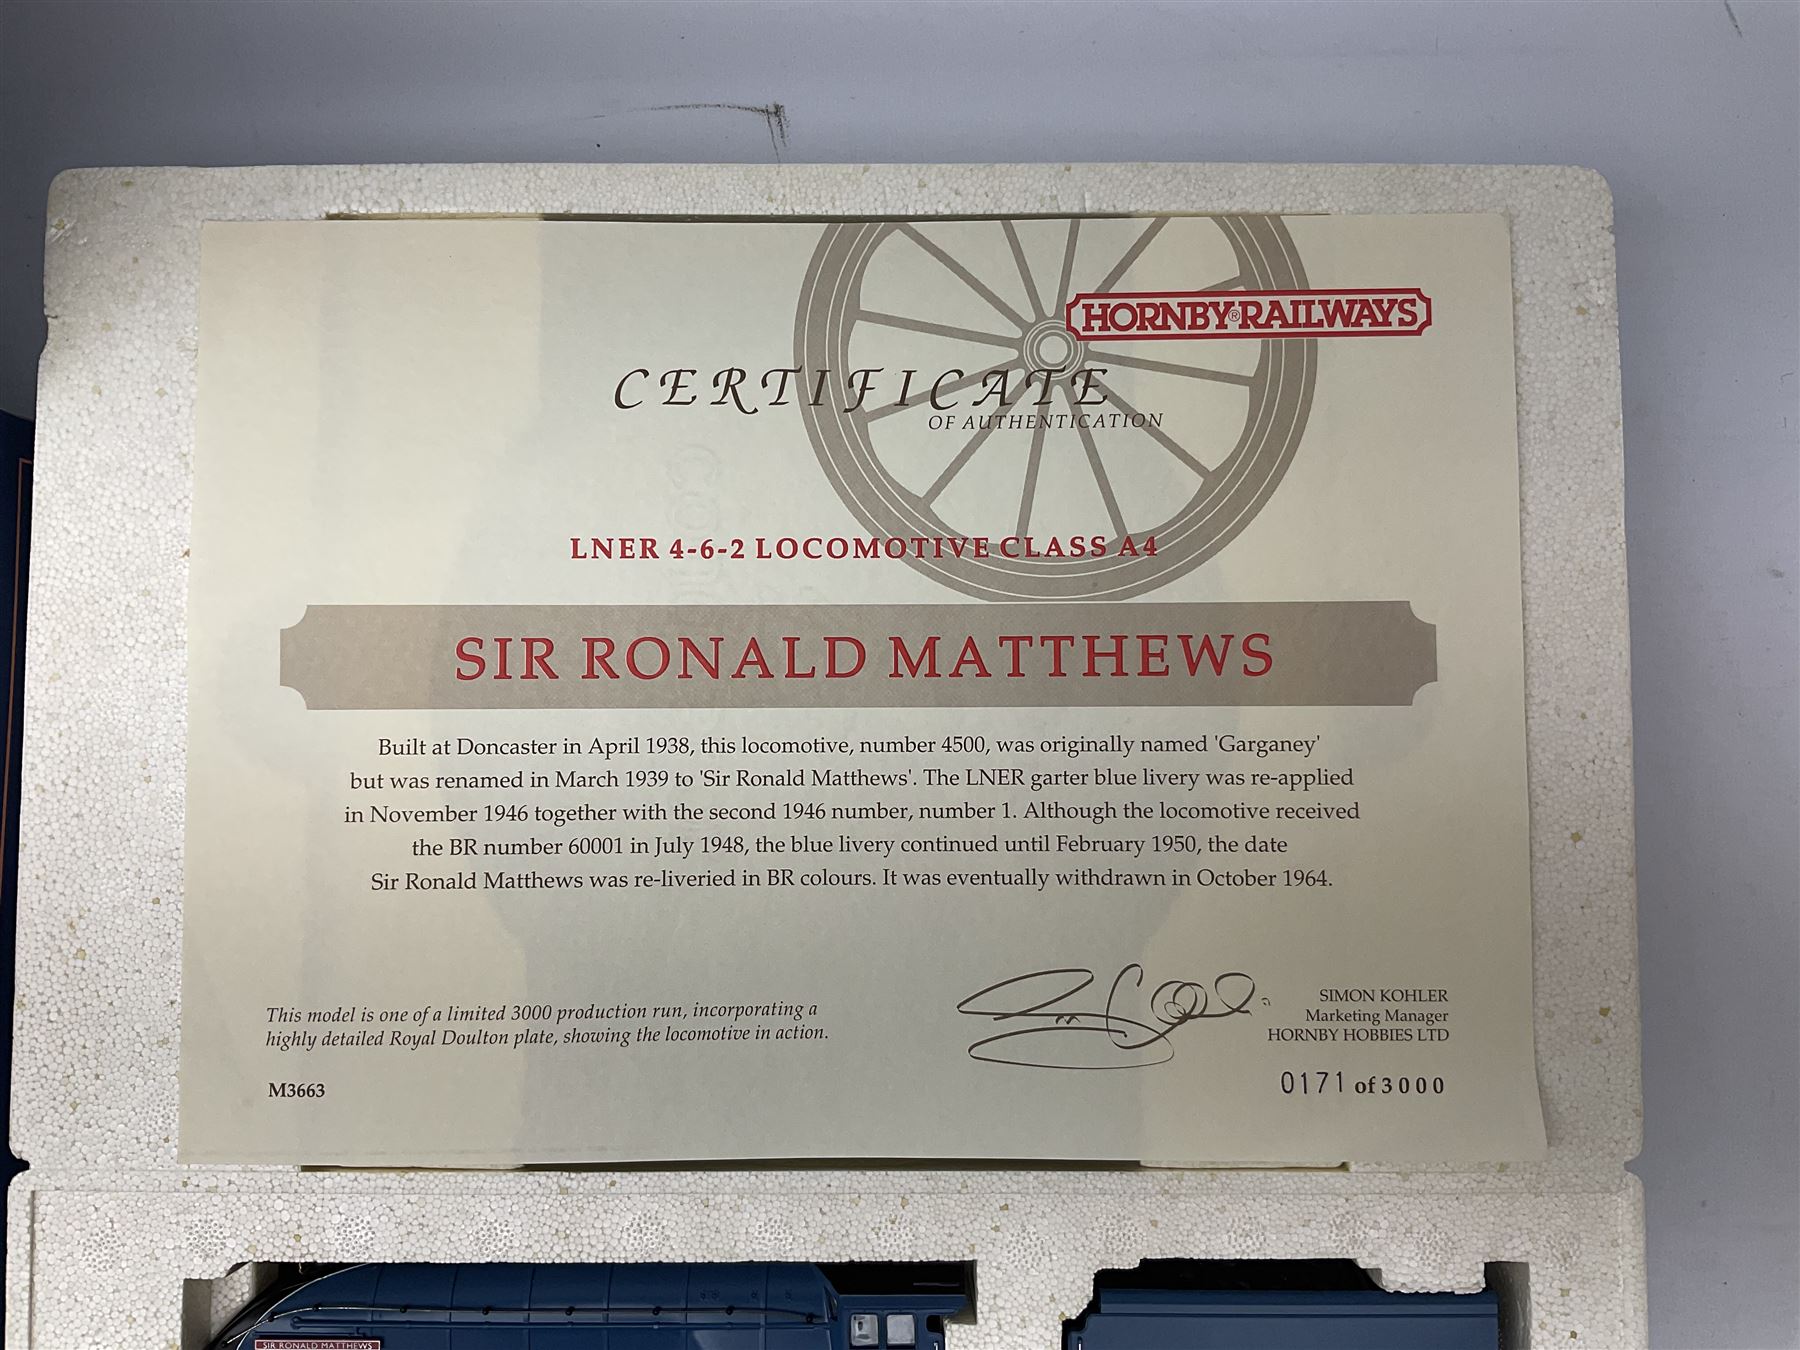 HORNBY® RAILWAYS
CERTIFICATE
OF AUTHENTICATION
LNER 4-6-2 LOCOMOTIVE CLASS A4
SIR RONALD MATTHEWS
Built at Doncaster in April 1938, this locomotive, number 4500, was originally named 'Garganey'
but was renamed in March 1939 to 'Sir Ronald Matthews'. The LNER garter blue livery was re-applied
in November 1946 together with the second 1946 number, number 1. Although the locomotive received
the BR number 60001 in July 1948, the blue livery continued until February 1950, the date
Sir Ronald Matthews was re-liveried in BR colours. It was eventually withdrawn in October 1964.
This model is one of a limited 3000 production run, incorporating a
highly detailed Royal Doulton plate, showing the locomotive in action.
M3663
SIMON KOHLER
Marketing Manager
HORNBY HOBBIES LTD
0171 of 3000
SIR RONALD MATTHEWS